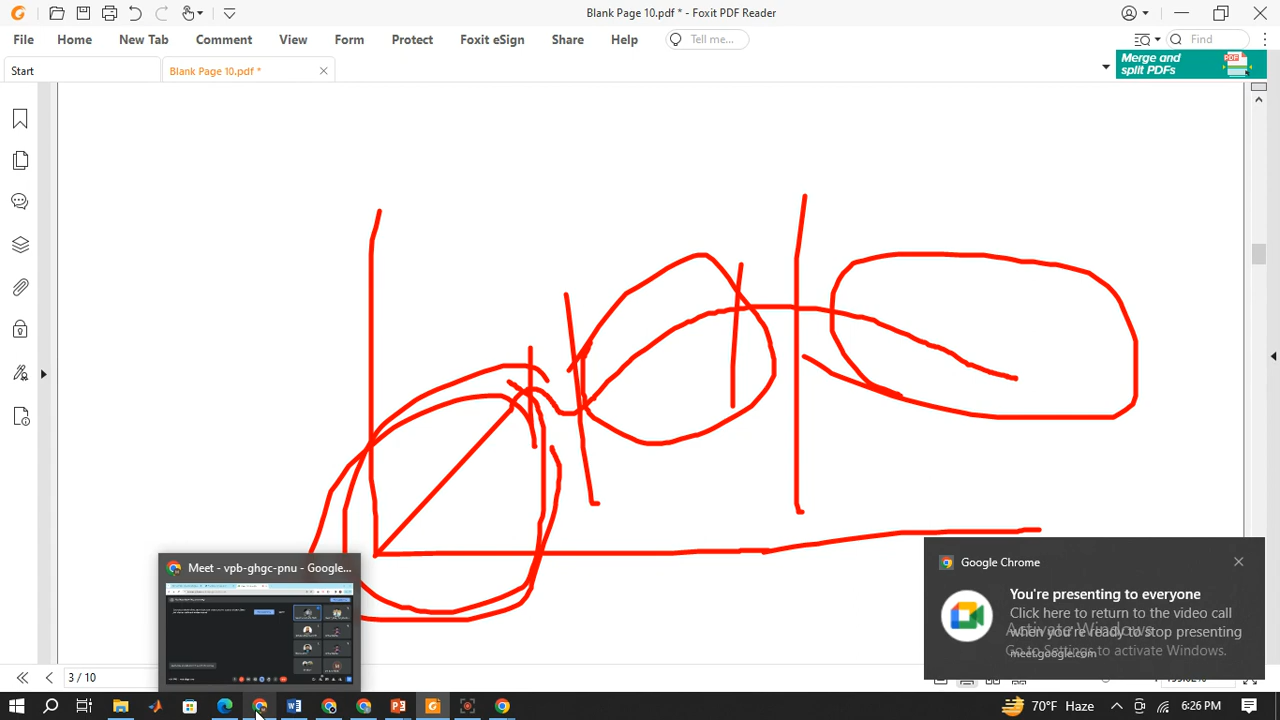 Blank Page 10.pdf * - Foxit PDF Reader
File Home New Tab Comment View Form Protect Foxit eSign Share Help Tell me... Find
Start Blank Page 10.pdf *
Merge and
split PDFs
Meet - vpb-ghgc-pnu - Google...
Google Chrome
You're presenting to everyone
Click here to return to the video call
when you're ready to stop presenting
meet.google.com
Activate Windows
Go to Settings to activate Windows.
3 / 10
70°F Haze 6:26 PM